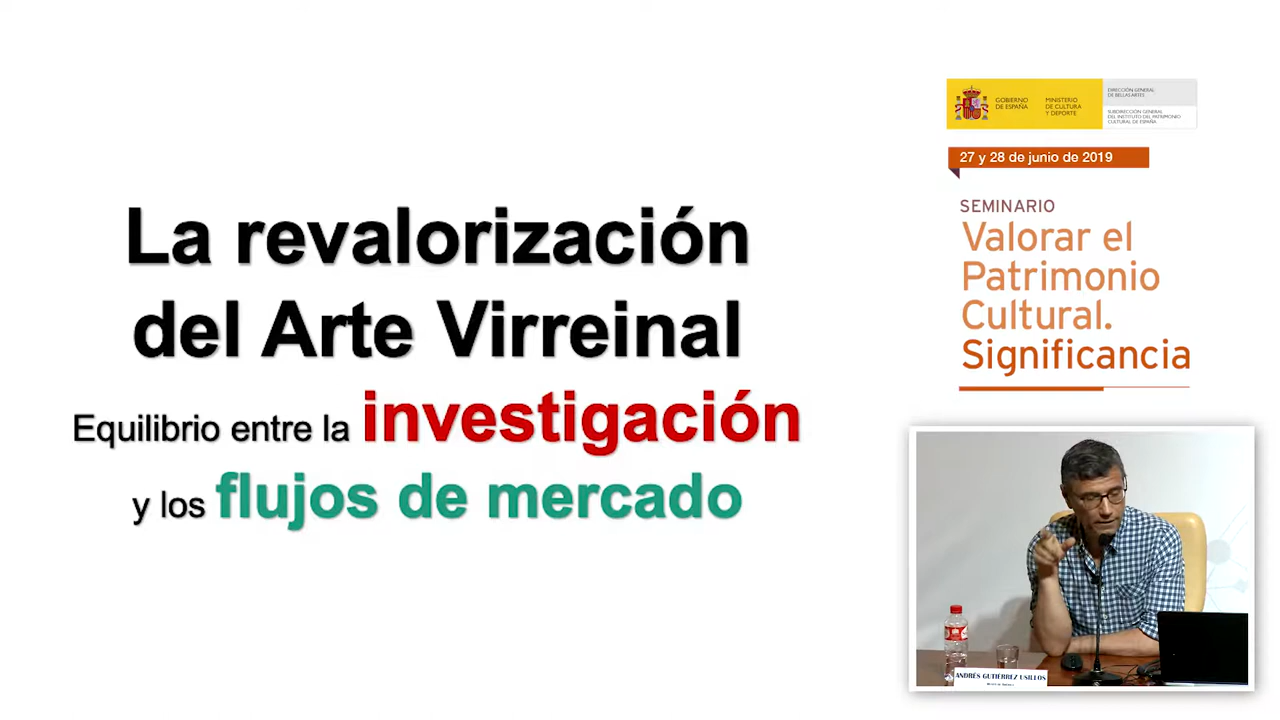 La revalorización
del Arte Virreinal
Equilibrio entre la investigación
y los flujos de mercado
GOBIERNO
DE ESPAÑA
MINISTERIO
DE CULTURA
Y DEPORTE
DIRECCIÓN GENERAL
DE BELLAS ARTES
SUBDIRECCIÓN GENERAL
DEL INSTITUTO DEL PATRIMONIO
CULTURAL DE ESPAÑA
27 y 28 de junio de 2019
SEMINARIO
Valorar el
Patrimonio
Cultural.
Significancia
ANDRÉS GUTIÉRREZ USILLOS